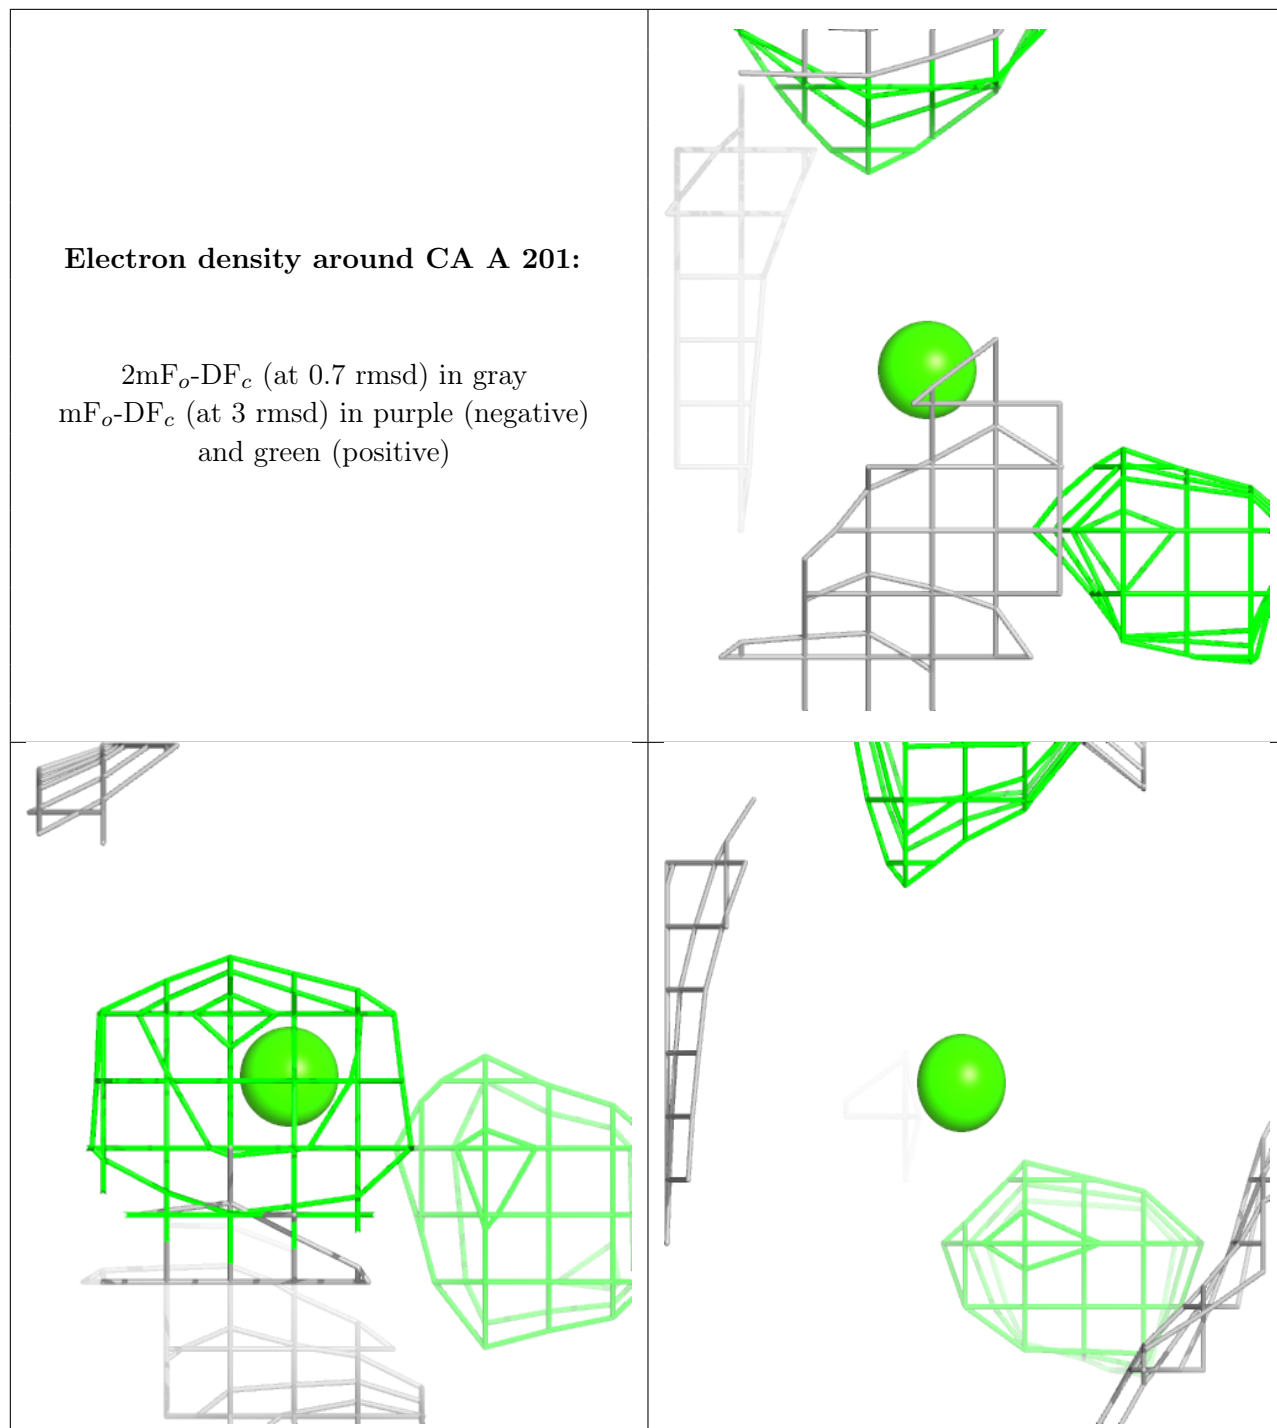 Electron density around CA A 201:
2mFo-DFc (at 0.7 rmsd) in gray
mFo-DFc (at 3 rmsd) in purple (negative)
and green (positive)